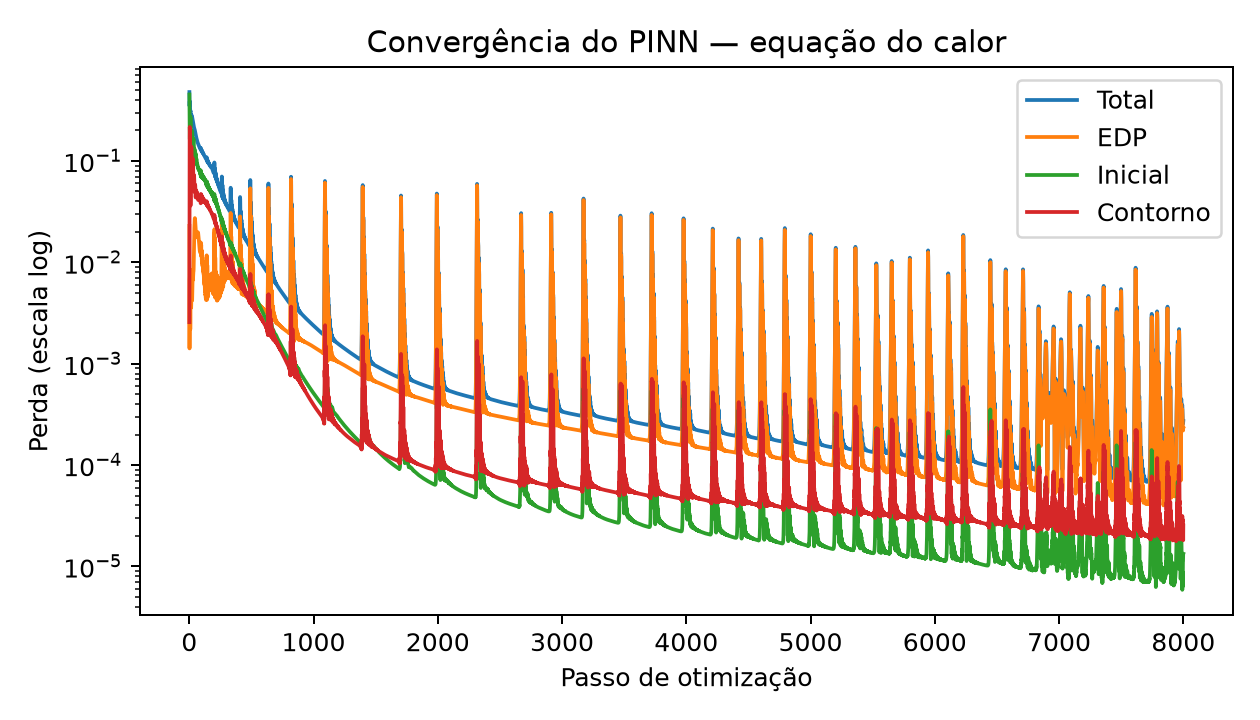 Convergência do PINN — equação do calor
Perda (escala log)
10⁻¹
10⁻²
10⁻³
10⁻⁴
10⁻⁵
Total
EDP
Inicial
Contorno
0 1000 2000 3000 4000 5000 6000 7000 8000
Passo de otimização